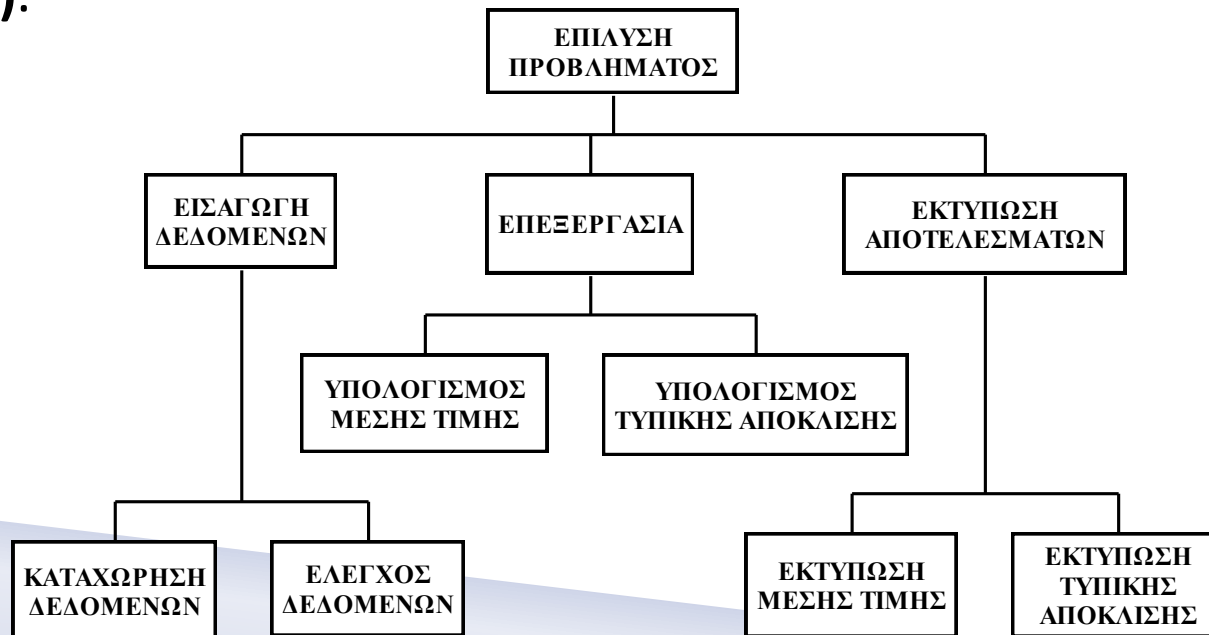 ).
ΕΠΙΛΥΣΗ
ΠΡΟΒΛΗΜΑΤΟΣ
ΕΙΣΑΓΩΓΗ
ΔΕΔΟΜΕΝΩΝ
ΕΠΕΞΕΡΓΑΣΙΑ
ΕΚΤΥΠΩΣΗ
ΑΠΟΤΕΛΕΣΜΑΤΩΝ
ΥΠΟΛΟΓΙΣΜΟΣ
ΜΕΣΗΣ ΤΙΜΗΣ
ΥΠΟΛΟΓΙΣΜΟΣ
ΤΥΠΙΚΗΣ ΑΠΟΚΛΙΣΗΣ
ΚΑΤΑΧΩΡΗΣΗ
ΔΕΔΟΜΕΝΩΝ
ΕΛΕΓΧΟΣ
ΔΕΔΟΜΕΝΩΝ
ΕΚΤΥΠΩΣΗ
ΜΕΣΗΣ ΤΙΜΗΣ
ΕΚΤΥΠΩΣΗ
ΤΥΠΙΚΗΣ
ΑΠΟΚΛΙΣΗΣ